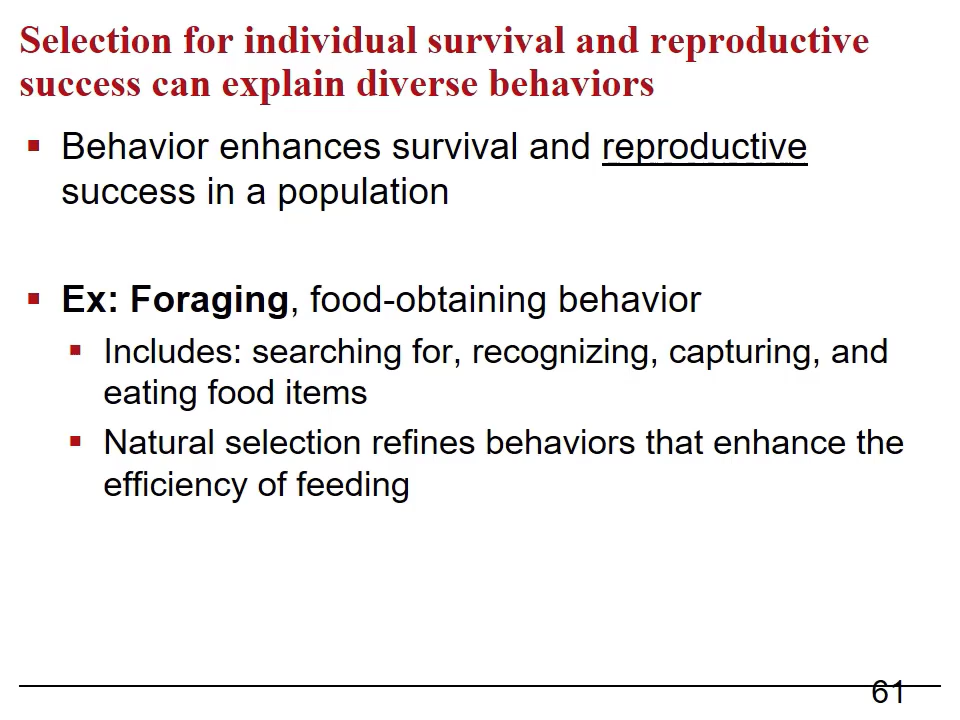 Selection for individual survival and reproductive
success can explain diverse behaviors
▪ Behavior enhances survival and reproductive
success in a population
▪ Ex: Foraging, food-obtaining behavior
▪ Includes: searching for, recognizing, capturing, and
eating food items
▪ Natural selection refines behaviors that enhance the
efficiency of feeding
61